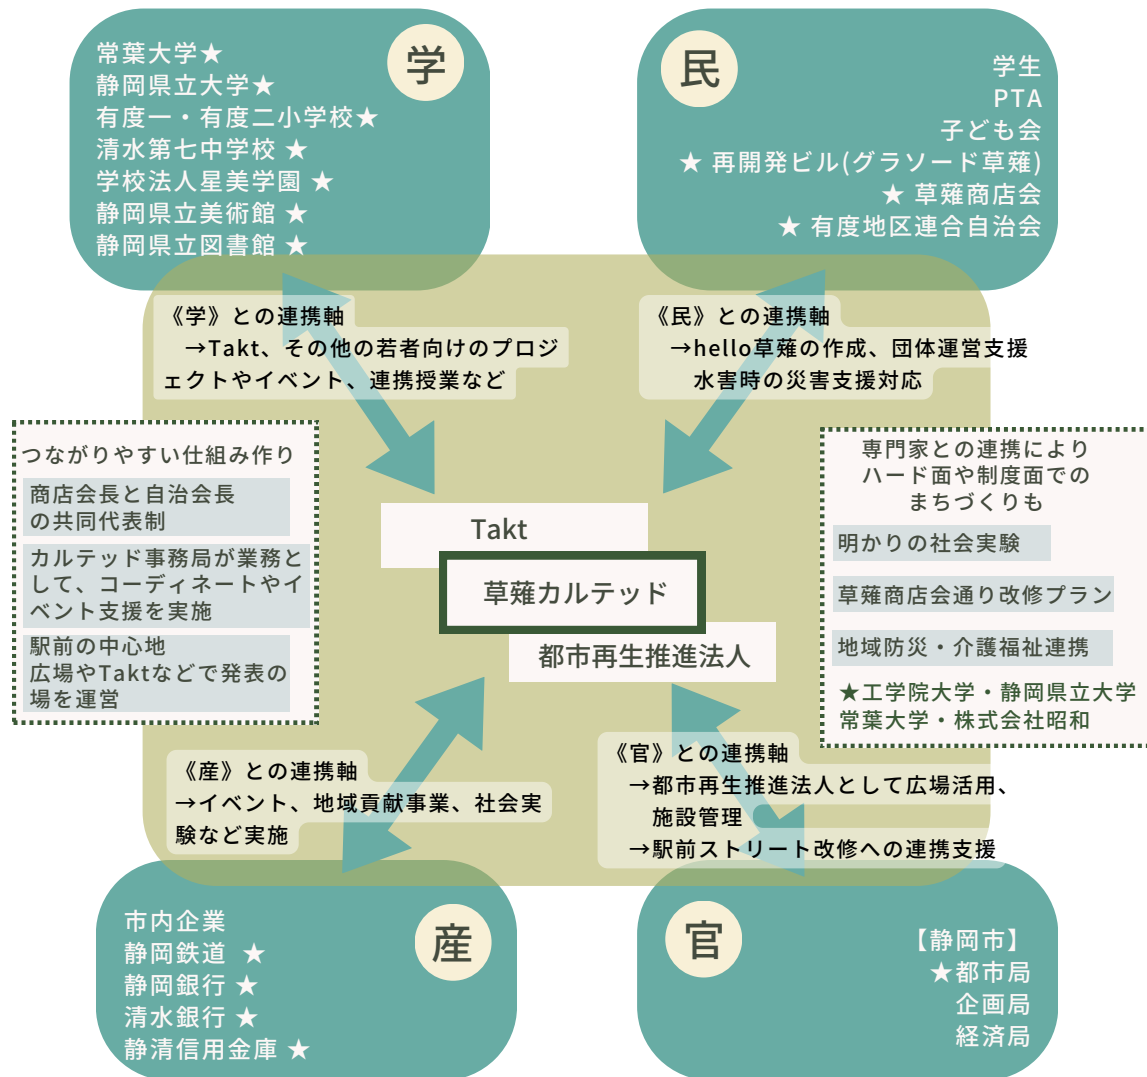 学
常葉大学★
静岡県立大学★
有度一・有度二小学校★
清水第七中学校 ★
学校法人星美学園 ★
静岡県立美術館 ★
静岡県立図書館 ★
民
学生
PTA
子ども会
★ 再開発ビル(グラソード草薙)
★ 草薙商店会
★ 有度地区連合自治会
《学》との連携軸
→Takt、その他の若者向けのプロジ
ェクトやイベント、連携授業など
《民》との連携軸
→hello草薙の作成、団体運営支援
水害時の災害支援対応
つながりやすい仕組み作り
商店会長と自治会長
の共同代表制
カルテッド事務局が業務と
して、コーディネートやイ
ベント支援を実施
駅前の中心地
広場やTaktなどで発表の
場を運営
Takt
草薙カルテッド
都市再生推進法人
専門家との連携により
ハード面や制度面での
まちづくりも
明かりの社会実験
草薙商店会通り改修プラン
地域防災・介護福祉連携
★工学院大学・静岡県立大学
常葉大学・株式会社昭和
《産》との連携軸
→イベント、地域貢献事業、社会実
験など実施
《官》との連携軸
→都市再生推進法人として広場活用、
施設管理
→駅前ストリート改修への連携支援
産
市内企業
静岡鉄道 ★
静岡銀行 ★
清水銀行 ★
静清信用金庫 ★
官
【静岡市】
★都市局
企画局
経済局